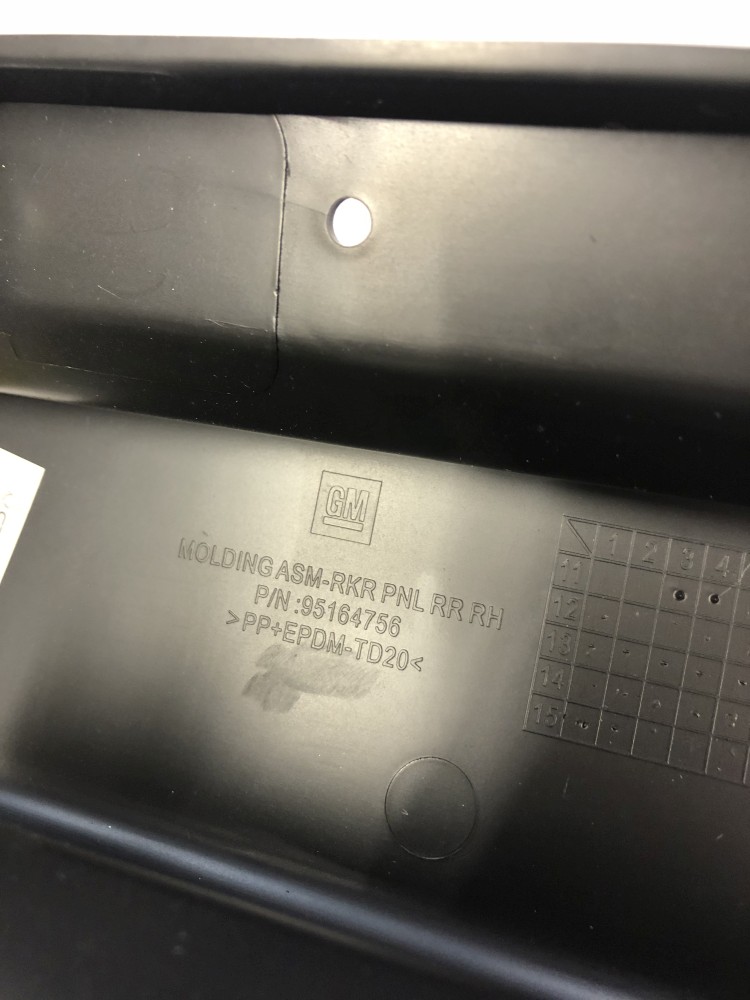 GM
MOLDING ASM-RKR PNL RR RH
P/N :95164756
>PP+EPDM-TD20<
1 2 3 4
11
12
13
14
15